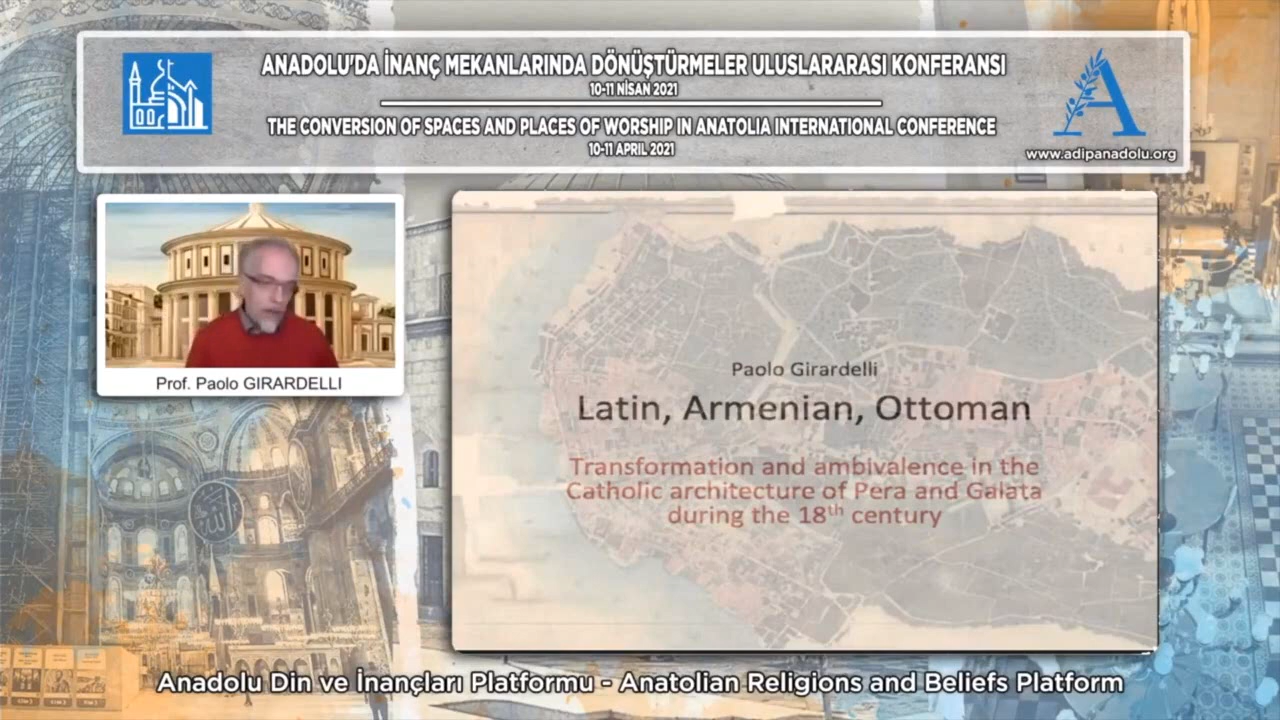 ANADOLU'DA İNANÇ MEKANLARINDA DÖNÜŞTÜRMELER ULUSLARARASI KONFERANSI
10-11 NİSAN 2021
THE CONVERSION OF SPACES AND PLACES OF WORSHIP IN ANATOLIA INTERNATIONAL CONFERENCE
10-11 APRIL 2021
www.adipanadolu.org
Prof. Paolo GIRARDELLI
Paolo Girardelli
Latin, Armenian, Ottoman
Transformation and ambivalence in the
Catholic architecture of Pera and Galata
during the 18th century
Anadolu Din ve İnançları Platformu - Anatolian Religions and Beliefs Platform